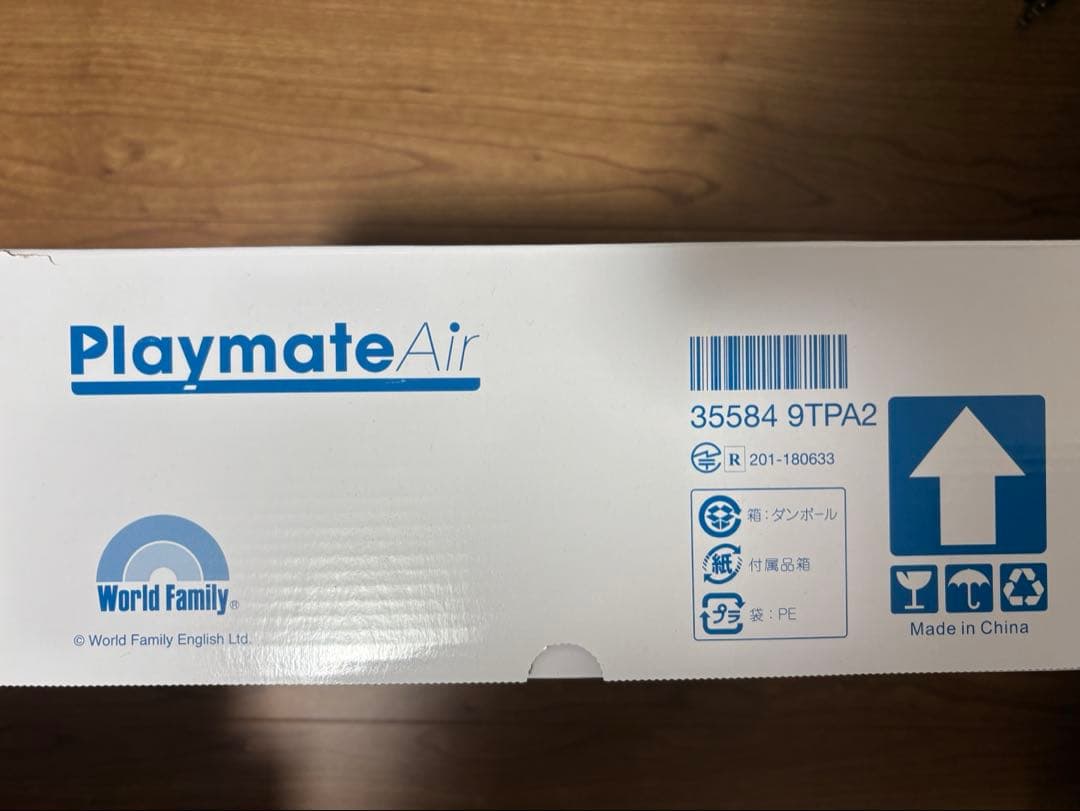 PlaymateAir
World Family®
© World Family English Ltd.
35584 9TPA2
R 201-180633
箱:ダンボール
紙 付属品箱
プラ 袋:PE
Made in China